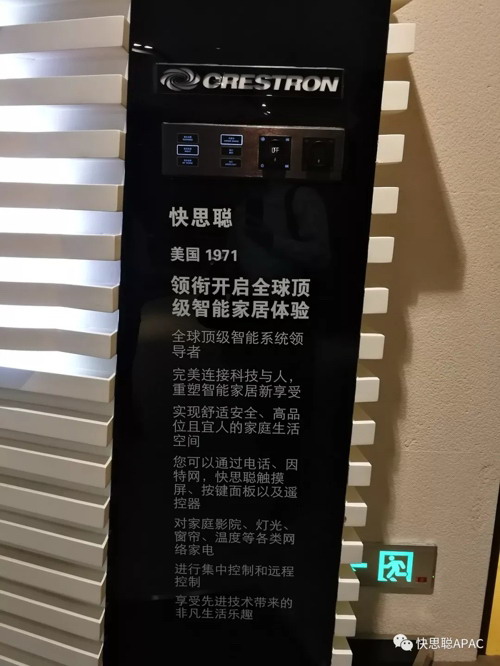 CRESTRON
快思聪
美国 1971
领衔开启全球顶
级智能家居体验
全球顶级智能系统领
导者
完美连接科技与人，
重塑智能家居新享受
实现舒适安全、高品
位且宜人的家庭生活
空间
您可以通过电话、因
特网，快思聪触摸
屏、按键面板以及遥
控器
对家庭影院、灯光、
窗帘、温度等各类网
络家电
进行集中控制和远程
控制
享受先进技术带来的
非凡生活乐趣
快思聪APAC